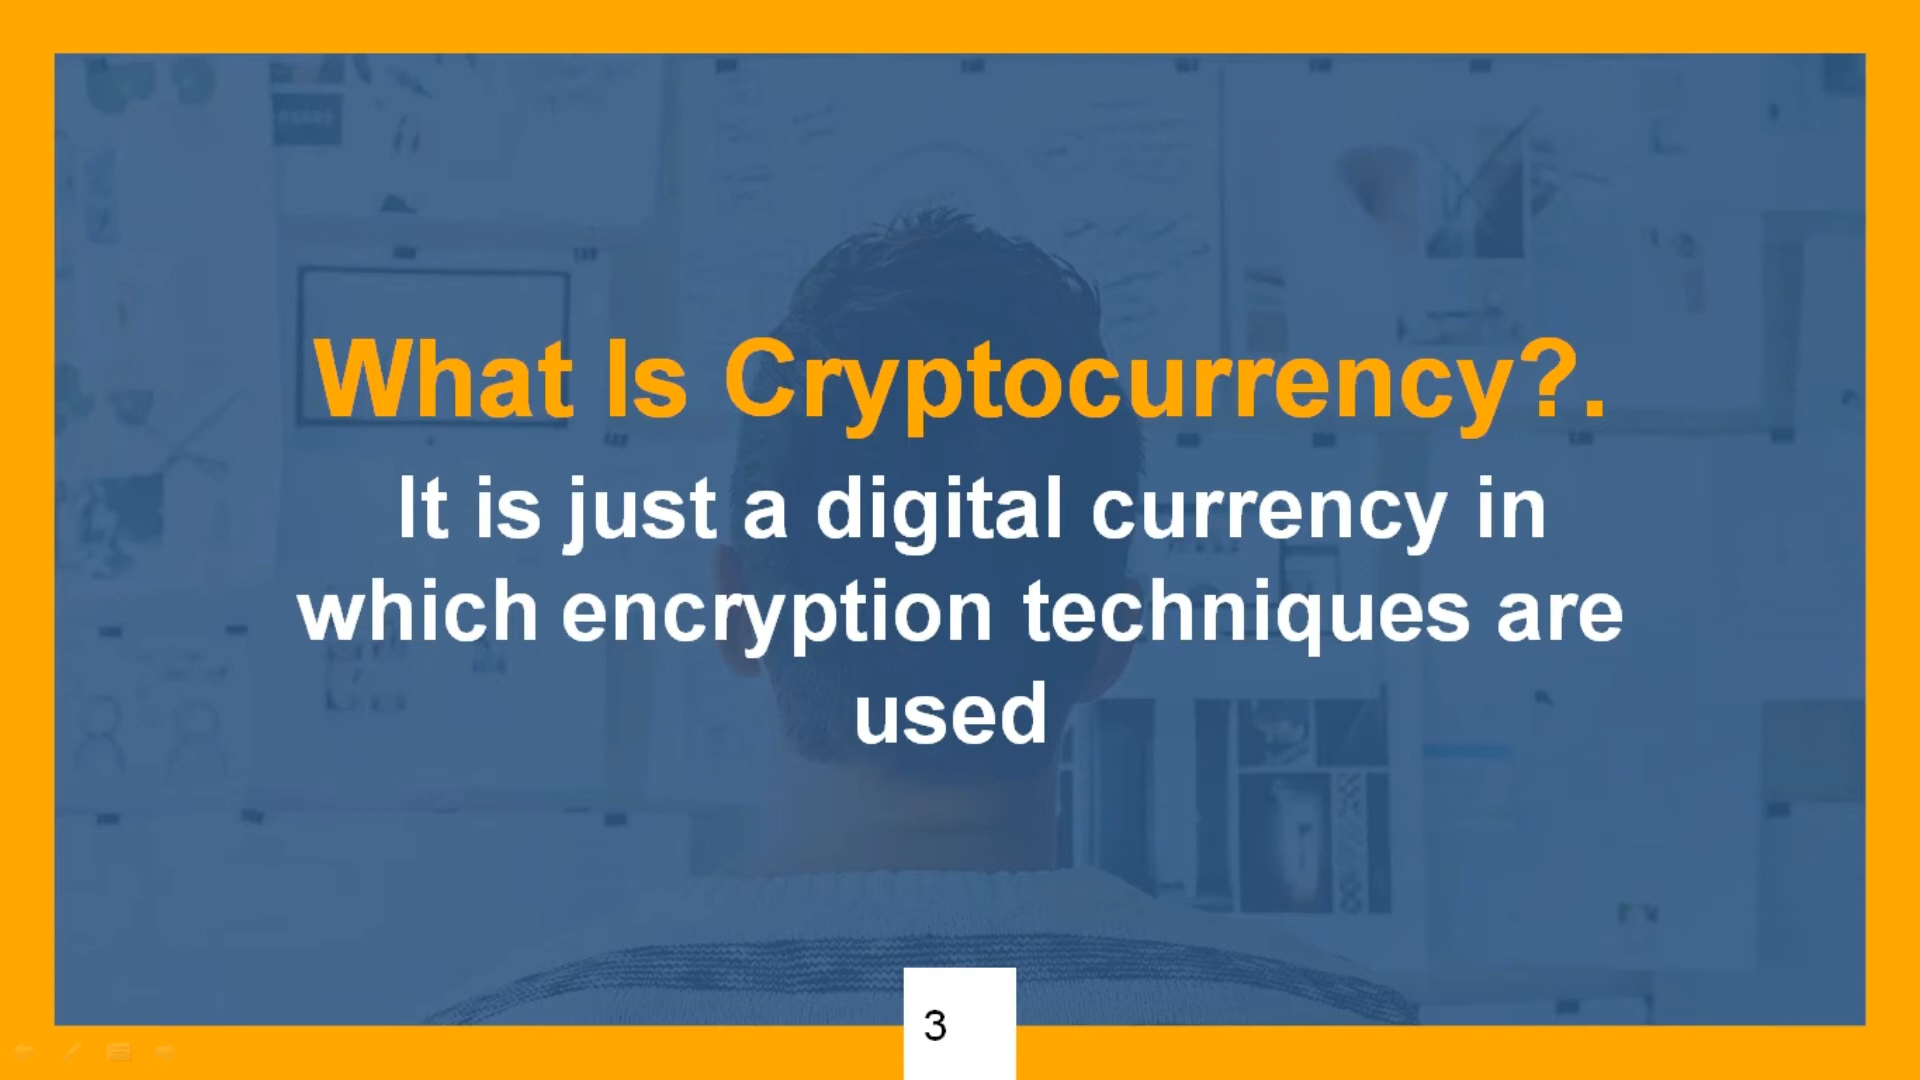 What Is Cryptocurrency?.
It is just a digital currency in
which encryption techniques are
used
3